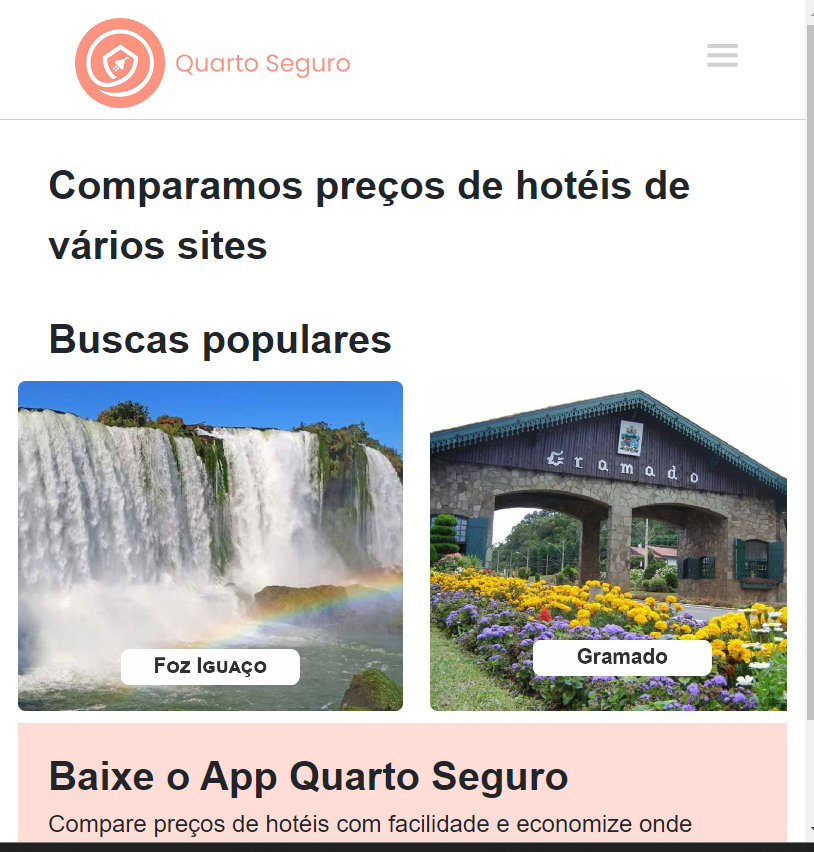 Quarto Seguro
Comparamos preços de hotéis de
vários sites
Buscas populares
Gramado
Foz Iguaço
Gramado
Baixe o App Quarto Seguro
Compare preços de hotéis com facilidade e economize onde